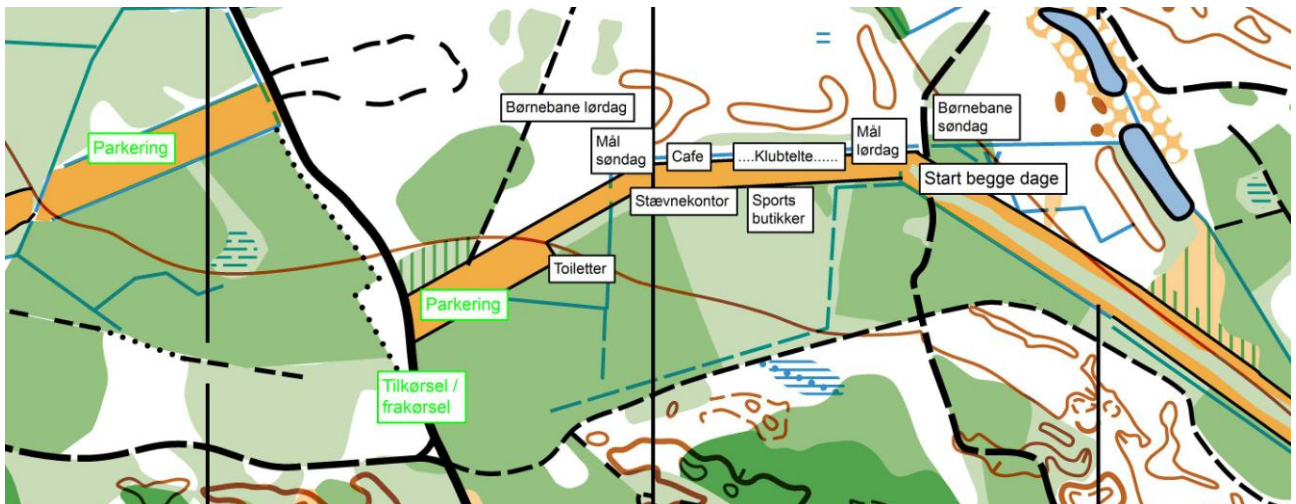 Parkering
Børnebane lørdag
Mål
søndag
Cafe
....Klubtelte......
Mål
lørdag
Børnebane
søndag
Start begge dage
Stævnekontor
Sports
butikker
Toiletter
Parkering
Tilkørsel /
frakørsel